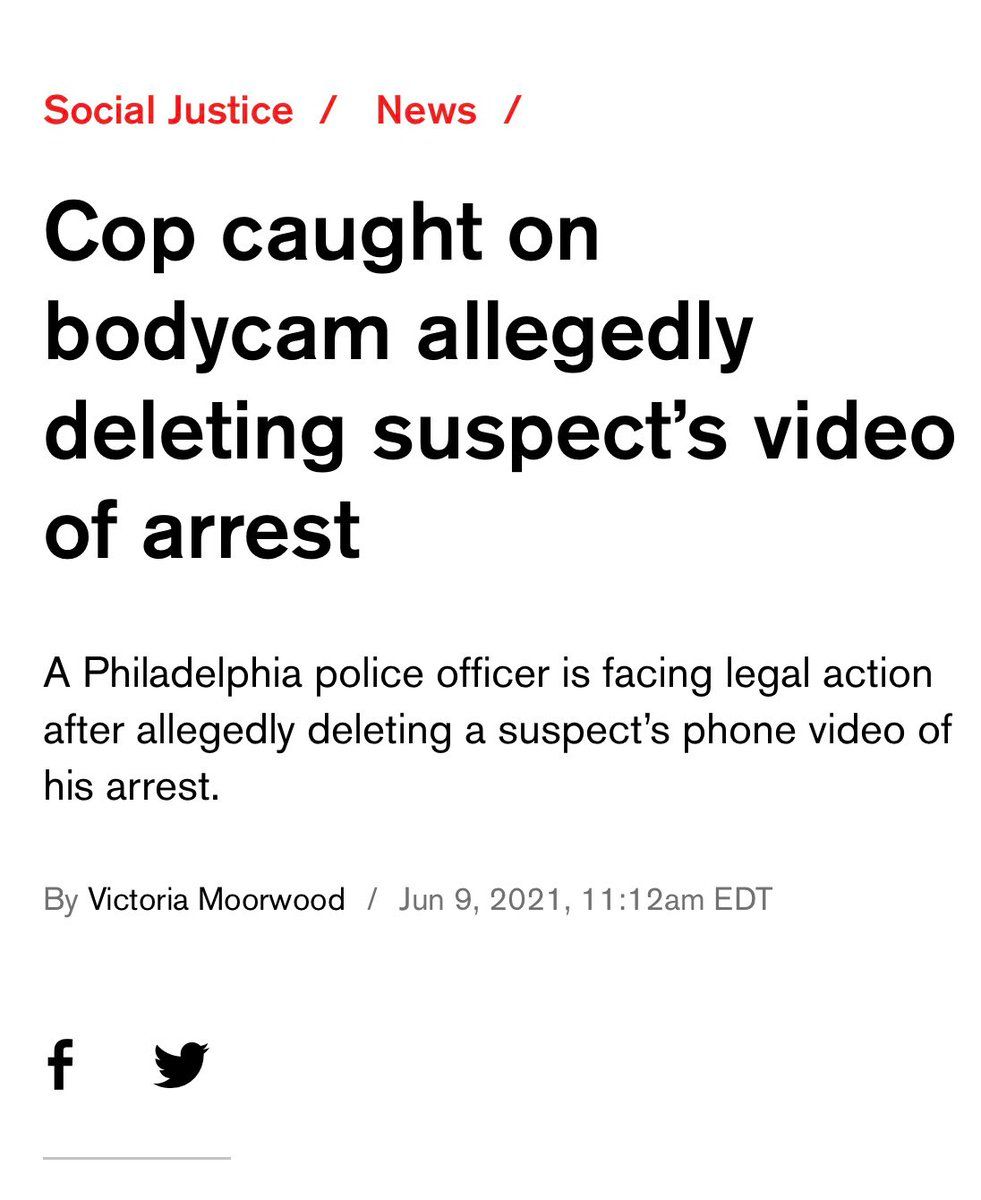 Social Justice / News /
Cop caught on
bodycam allegedly
deleting suspect’s video
of arrest
A Philadelphia police officer is facing legal action
after allegedly deleting a suspect’s phone video of
his arrest.
By Victoria Moorwood / Jun 9, 2021, 11:12am EDT